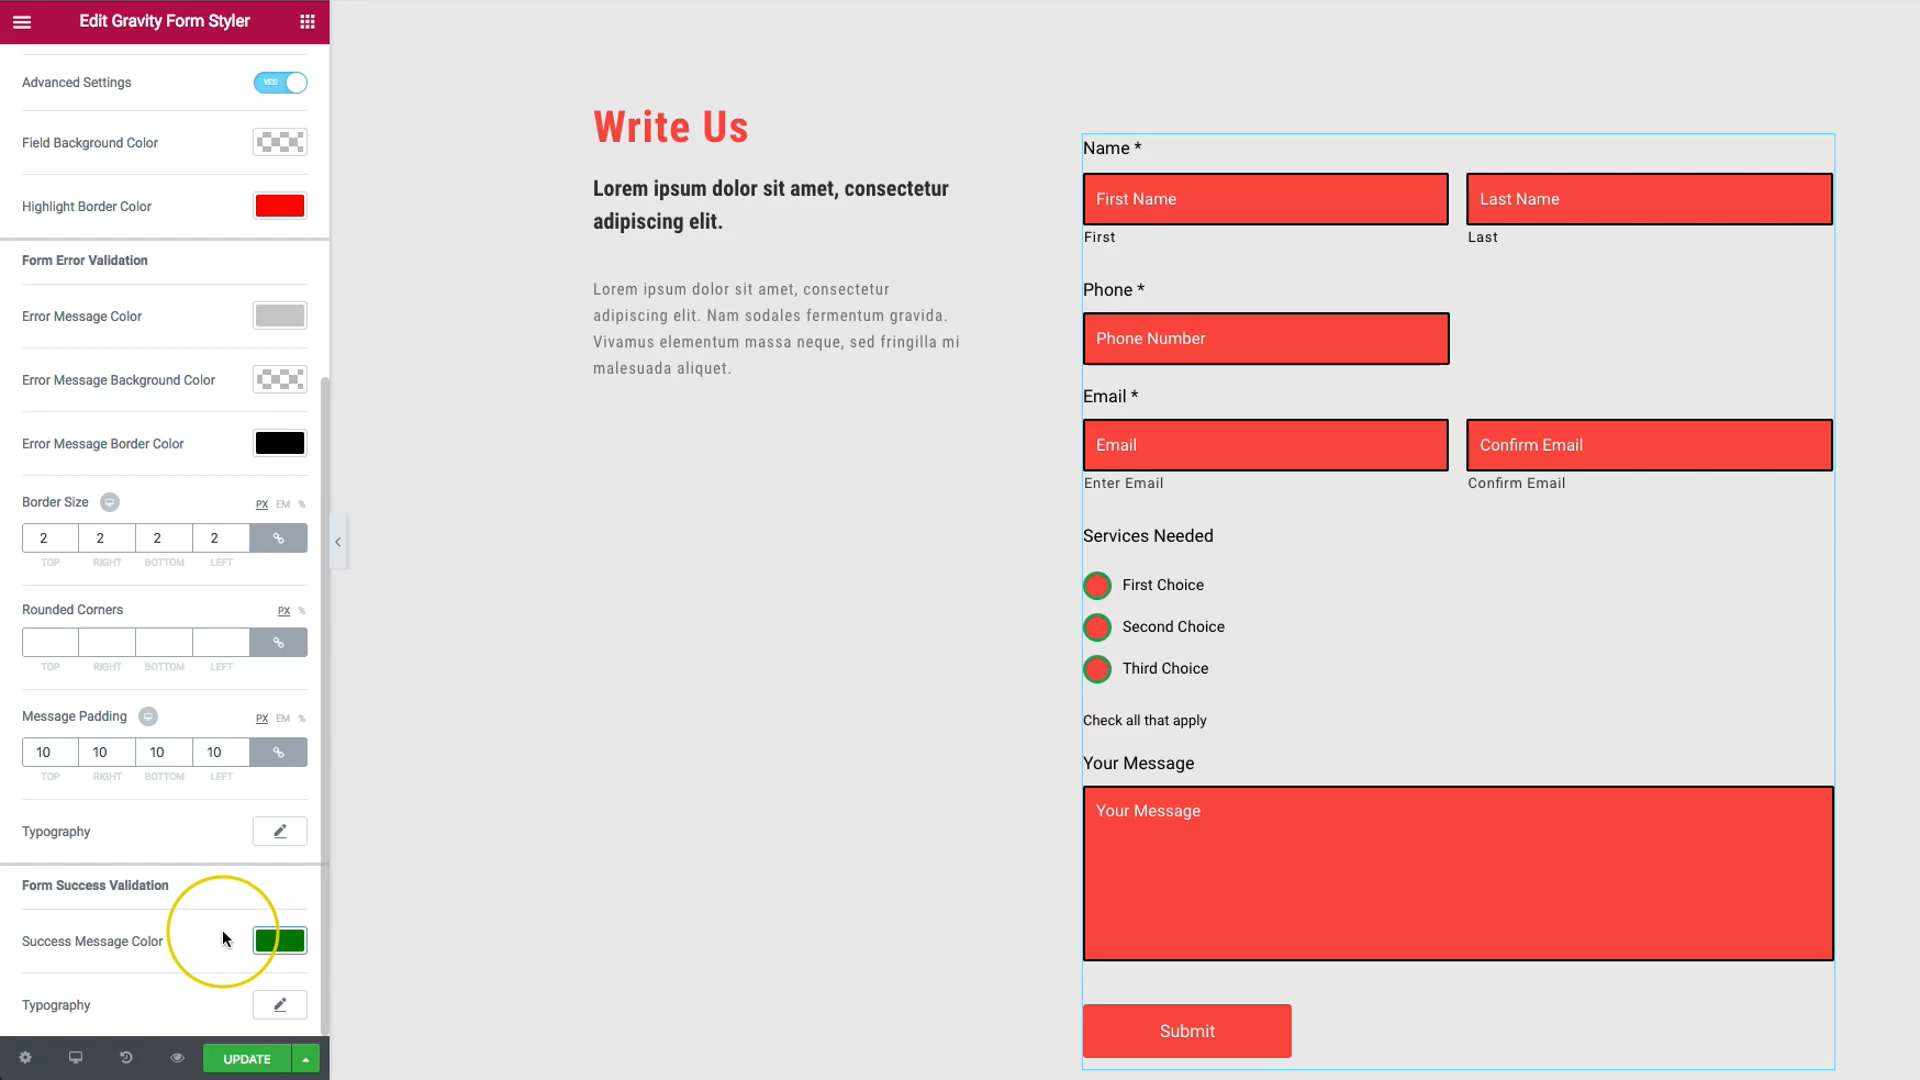 Edit Gravity Form Styler
Advanced Settings
YES
Field Background Color
Highlight Border Color
Form Error Validation
Error Message Color
Error Message Background Color
Error Message Border Color
Border Size
PX EM %
2 2 2 2
TOP RIGHT BOTTOM LEFT
Rounded Corners
PX %
TOP RIGHT BOTTOM LEFT
Message Padding
PX EM %
10 10 10 10
TOP RIGHT BOTTOM LEFT
Typography
Form Success Validation
Success Message Color
Typography
UPDATE
Write Us
Lorem ipsum dolor sit amet, consectetur
adipiscing elit.
Lorem ipsum dolor sit amet, consectetur
adipiscing elit. Nam sodales fermentum gravida.
Vivamus elementum massa neque, sed fringilla mi
malesuada aliquet.
Name *
First Name Last Name
First Last
Phone *
Phone Number
Email *
Email Confirm Email
Enter Email Confirm Email
Services Needed
First Choice
Second Choice
Third Choice
Check all that apply
Your Message
Your Message
Submit